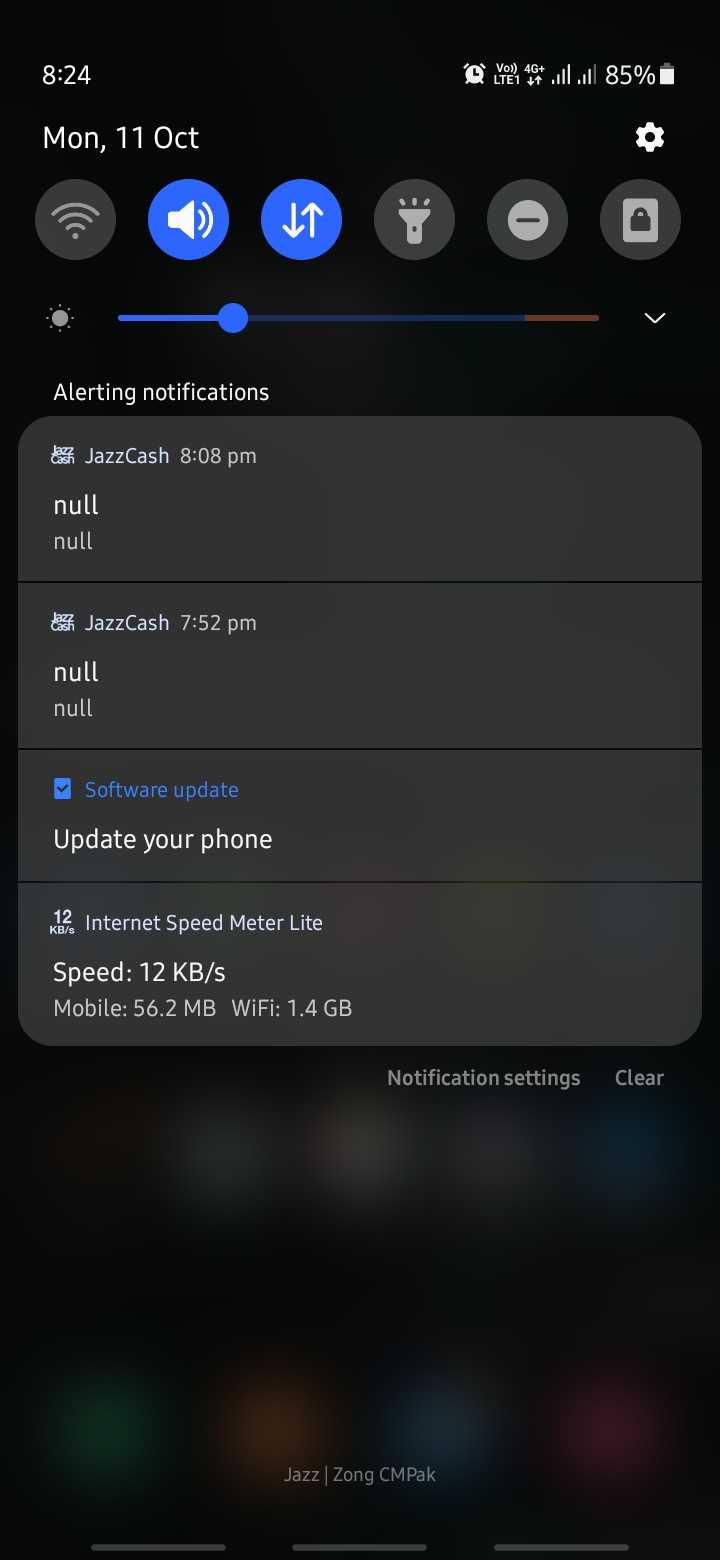 8:24 Vo)) LTE1 4G+ 85%
Mon, 11 Oct
Alerting notifications
Jazz Cash JazzCash 8:08 pm
null
null
Jazz Cash JazzCash 7:52 pm
null
null
Software update
Update your phone
12 KB/s Internet Speed Meter Lite
Speed: 12 KB/s
Mobile: 56.2 MB WiFi: 1.4 GB
Notification settings Clear
Jazz | Zong CMPak